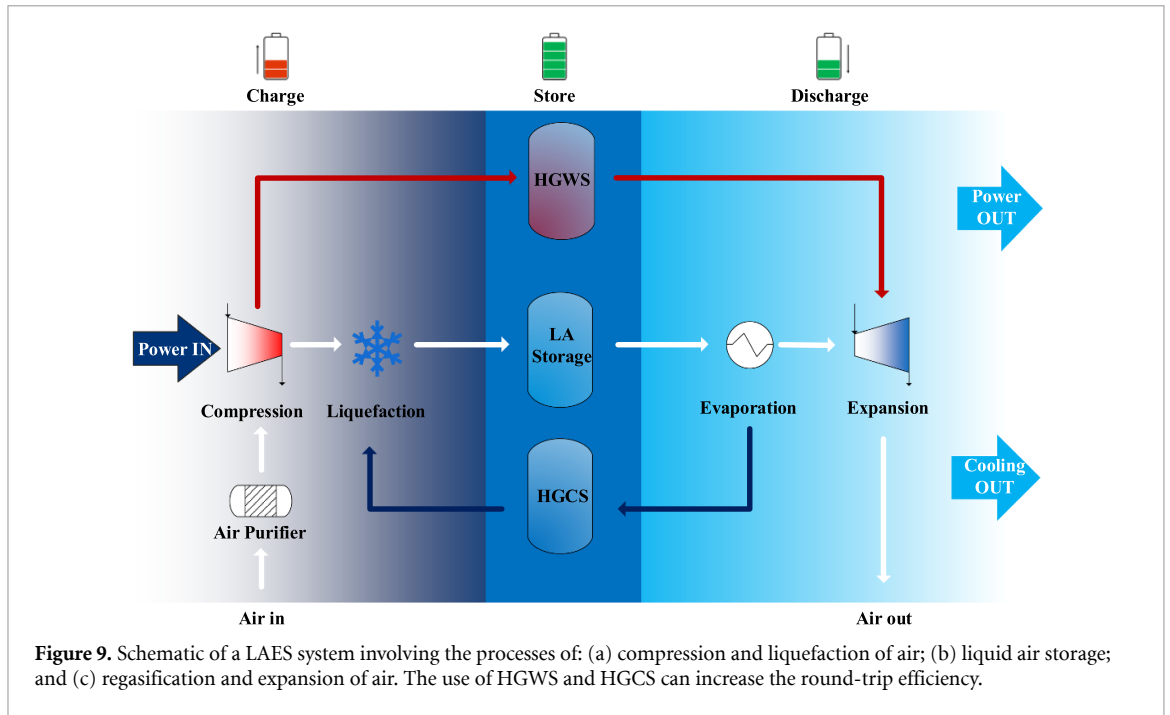 Charge
Store
Discharge
HGWS
Power
OUT
Power IN
LA
Storage
Compression
Liquefaction
Evaporation
Expansion
HGCS
Cooling
OUT
Air Purifier
Air in
Air out
Figure 9. Schematic of a LAES system involving the processes of: (a) compression and liquefaction of air; (b) liquid air storage;
and (c) regasification and expansion of air. The use of HGWS and HGCS can increase the round-trip efficiency.